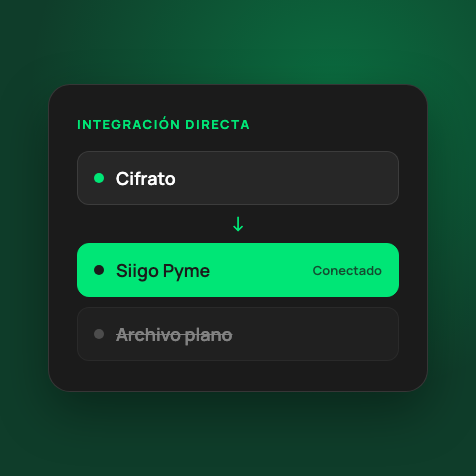 INTEGRACIÓN DIRECTA
Cifrato
↓
Siigo Pyme Conectado
Archivo plano